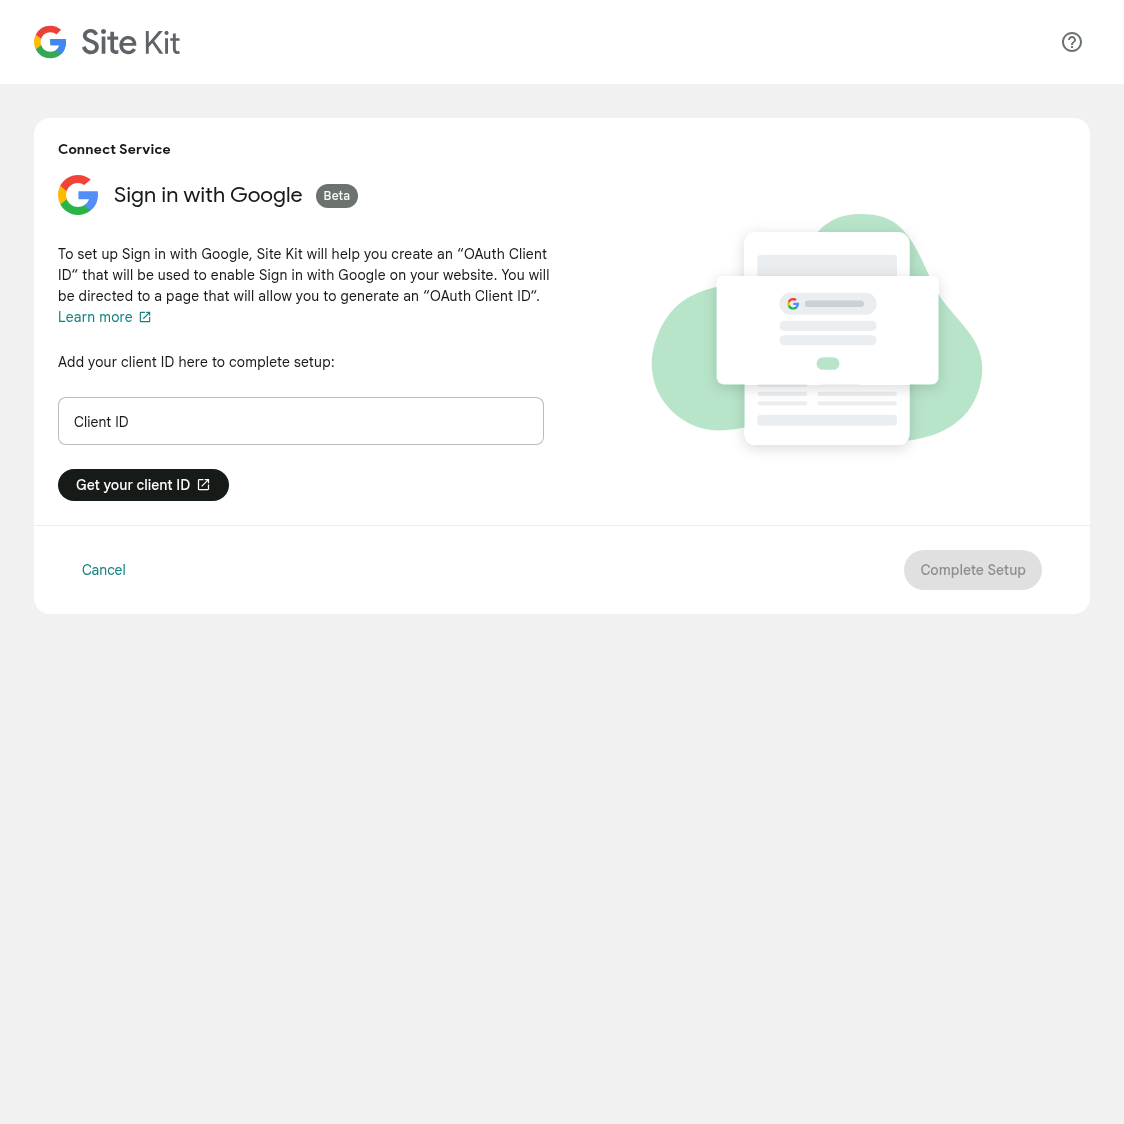 Site Kit
Connect Service
Sign in with Google Beta
To set up Sign in with Google, Site Kit will help you create an “OAuth Client
ID” that will be used to enable Sign in with Google on your website. You will
be directed to a page that will allow you to generate an “OAuth Client ID”.
Learn more
Add your client ID here to complete setup:
Client ID
Get your client ID
Cancel
Complete Setup